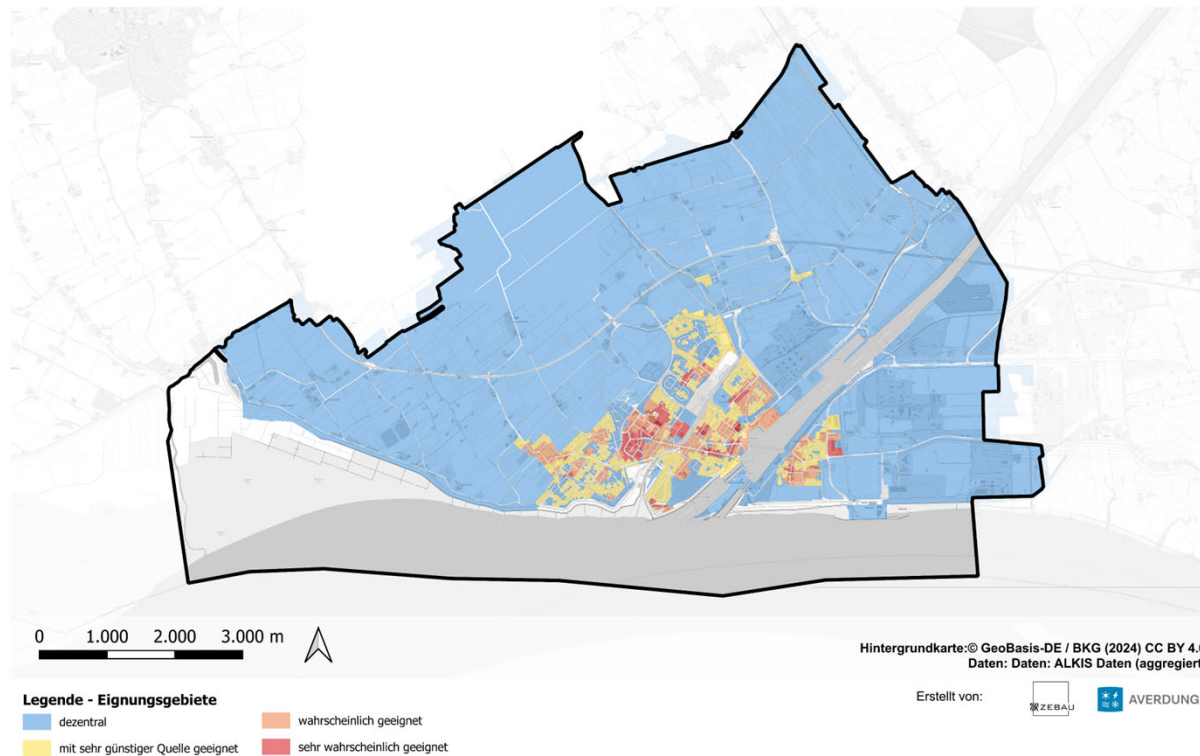 0 1.000 2.000 3.000 m
Hintergrundkarte:© GeoBasis-DE / BKG (2024) CC BY 4.0
Daten: Daten: ALKIS Daten (aggregiert
Legende - Eignungsgebiete
dezentral
wahrscheinlich geeignet
mit sehr günstiger Quelle geeignet
sehr wahrscheinlich geeignet
Erstellt von:
ZEBAU
AVERDUNG